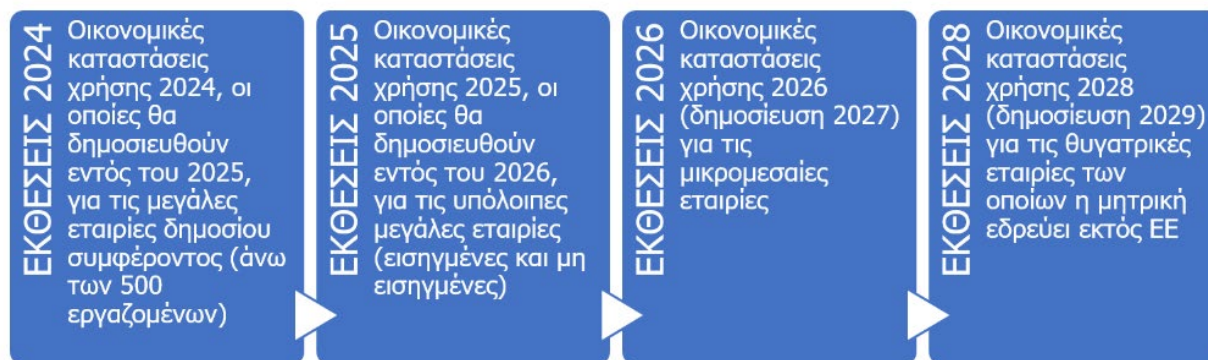 ΕΚΘΕΣΕΙΣ 2024
Οικονομικές
καταστάσεις
χρήσης 2024, οι
οποίες θα
δημοσιευθούν
εντός του 2025,
για τις μεγάλες
εταιρίες δημοσίου
συμφέροντος (άνω
των 500
εργαζομένων)
ΕΚΘΕΣΕΙΣ 2025
Οικονομικές
καταστάσεις
χρήσης 2025, οι
οποίες θα
δημοσιευθούν
εντός του 2026,
για τις υπόλοιπες
μεγάλες εταιρίες
(εισηγμένες και μη
εισηγμένες)
ΕΚΘΕΣΕΙΣ 2026
Οικονομικές
καταστάσεις
χρήσης 2026
(δημοσίευση 2027)
για τις
μικρομεσαίες
εταιρίες
ΕΚΘΕΣΕΙΣ 2028
Οικονομικές
καταστάσεις
χρήσης 2028
(δημοσίευση 2029)
για τις θυγατρικές
εταιρίες των
οποίων η μητρική
εδρεύει εκτός ΕΕ